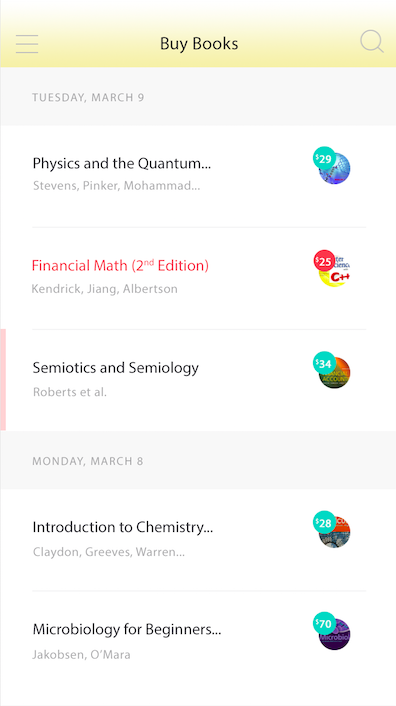 Buy Books
TUESDAY, MARCH 9
Physics and the Quantum...
$29
Stevens, Pinker, Mohammad...
Financial Math (2nd Edition)
$25
C++
Kendrick, Jiang, Albertson
Semiotics and Semiology
$34
ACCOUNT
Roberts et al.
MONDAY, MARCH 8
Introduction to Chemistry...
$28
Claydon, Greeves, Warren...
Microbiology for Beginners...
$70
Microbiol
Jakobsen, O'Mara